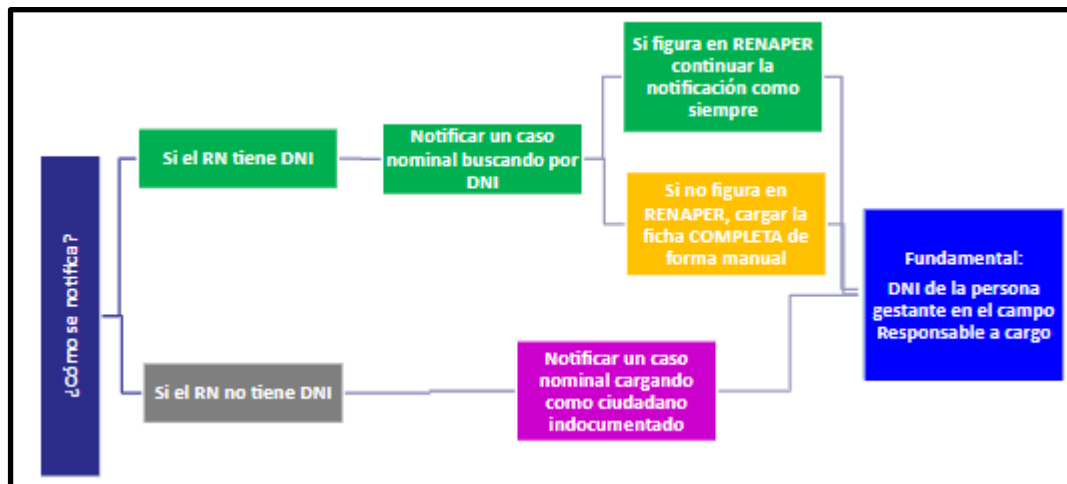 ¿Cómo se notifica?
Si el RN tiene DNI
Notificar un caso
nominal buscando por
DNI
Si figura en RENAPER
continuar la
notificación como
siempre
Si no figura en
RENAPER, cargar la
ficha COMPLETA de
forma manual
Si el RN no tiene DNI
Notificar un caso
nominal cargando
como ciudadano
indocumentado
Fundamental:
DNI de la persona
gestante en el campo
Responsable a cargo